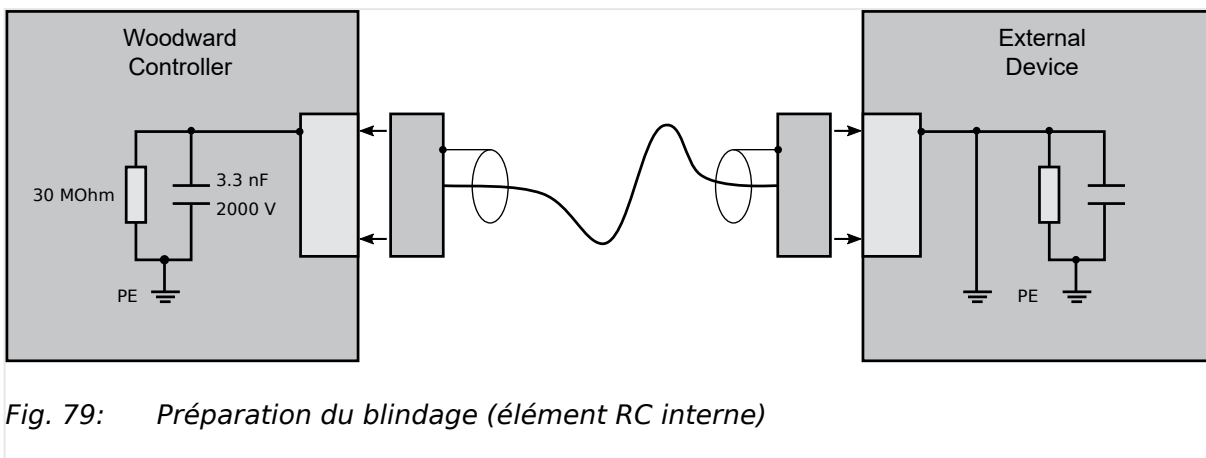 Woodward
Controller
External
Device
30 MOhm
3.3 nF
2000 V
PE
PE
Fig. 79: Préparation du blindage (élément RC interne)